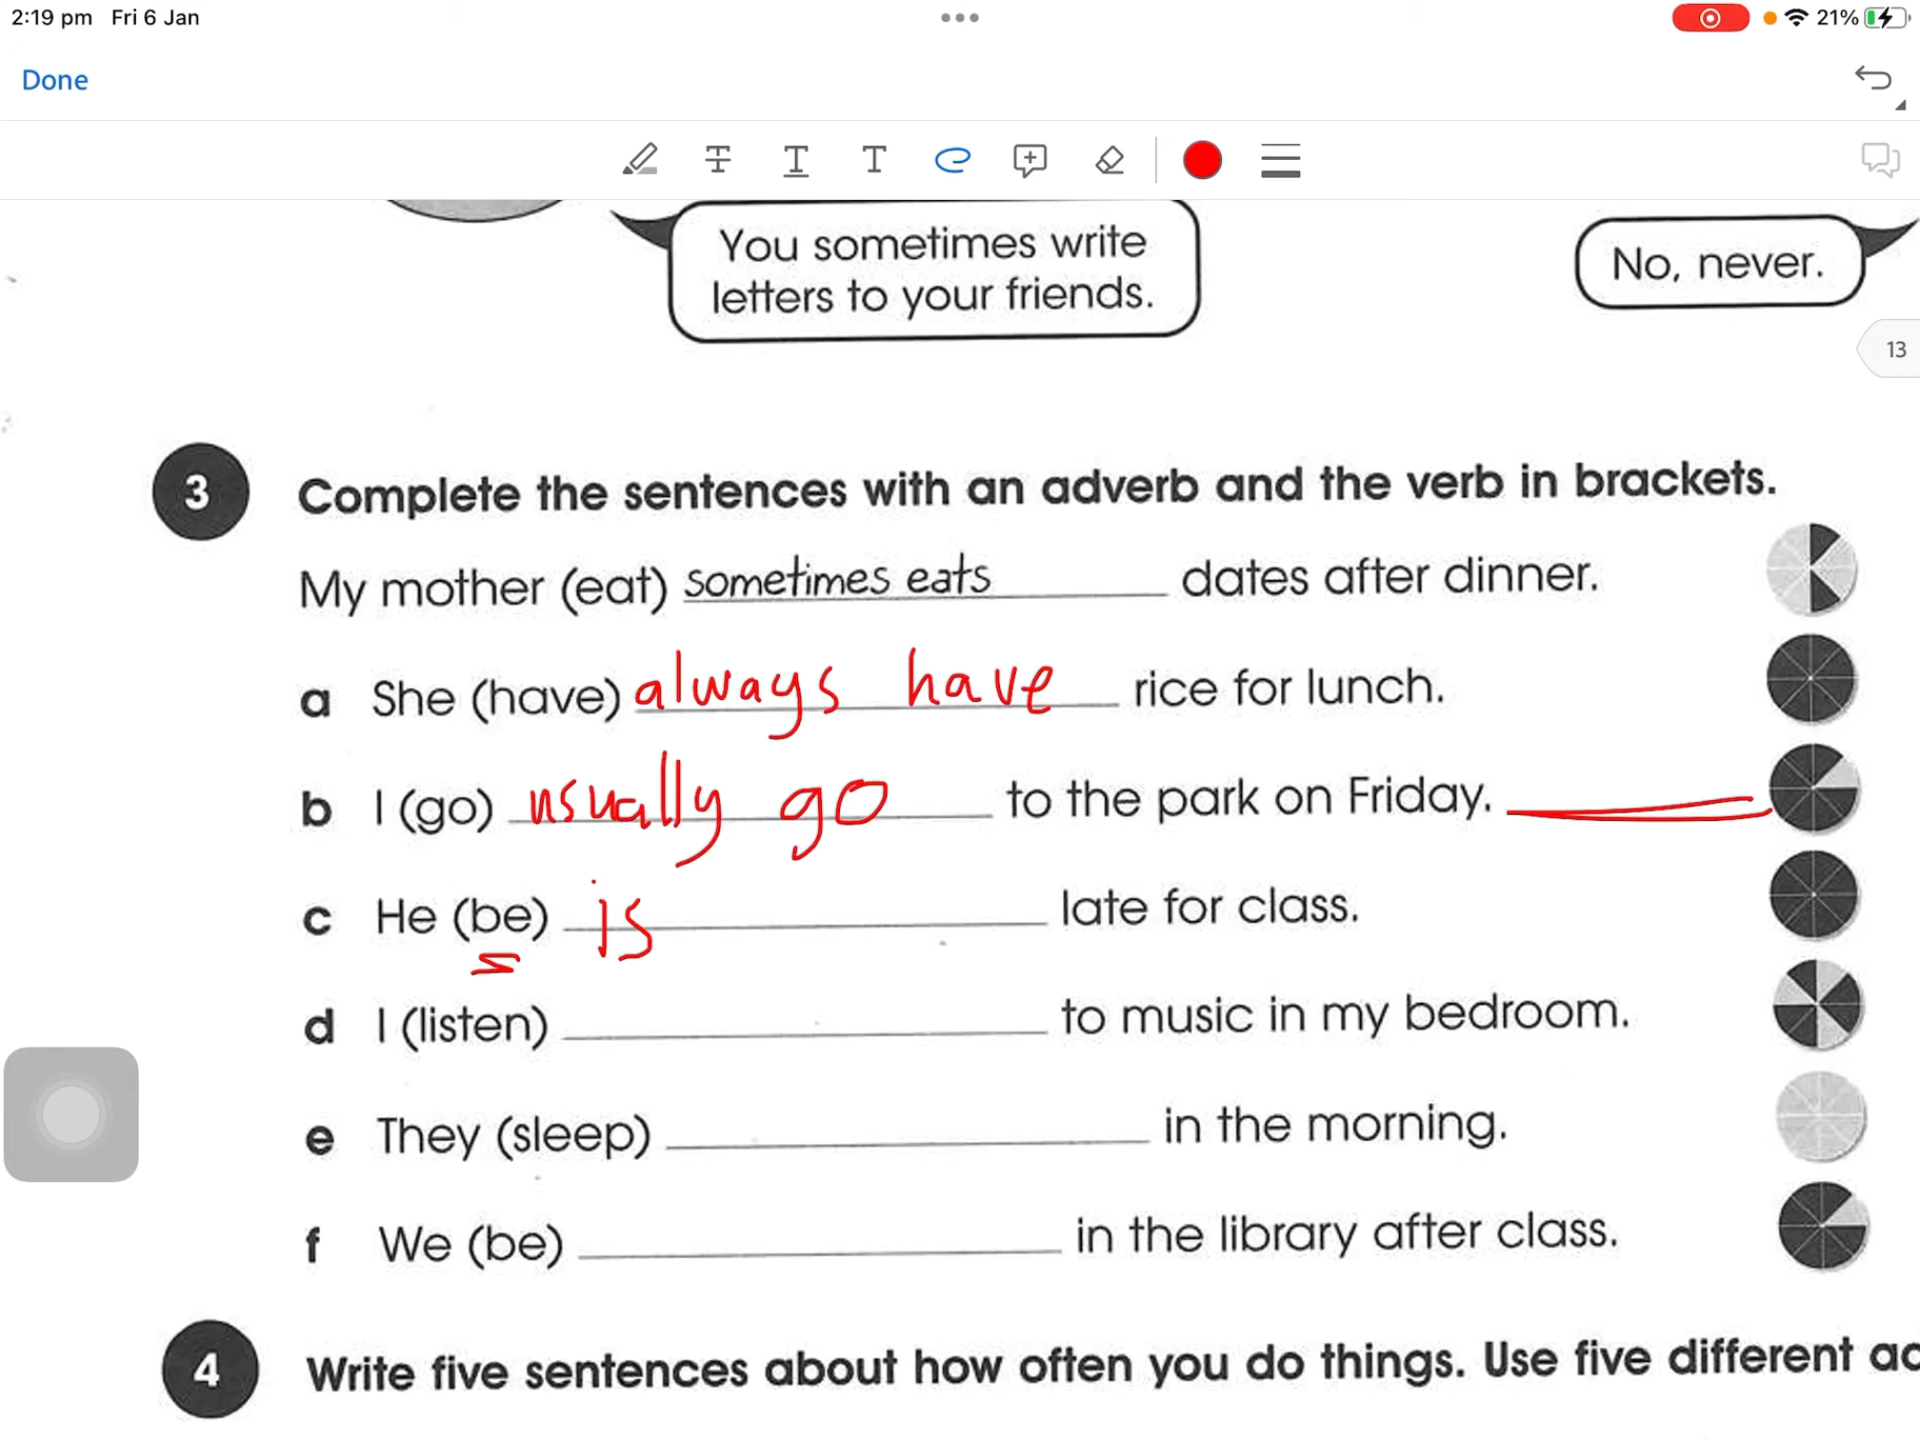 2:19 pm Fri 6 Jan
21%
Done
You sometimes write
letters to your friends.
No, never.
13
3 Complete the sentences with an adverb and the verb in brackets.
My mother (eat) sometimes eats dates after dinner.
a She (have) always have rice for lunch.
b I (go) usually go to the park on Friday.
c He (be) is late for class.
d I (listen) to music in my bedroom.
e They (sleep) in the morning.
f We (be) in the library after class.
4 Write five sentences about how often you do things. Use five different